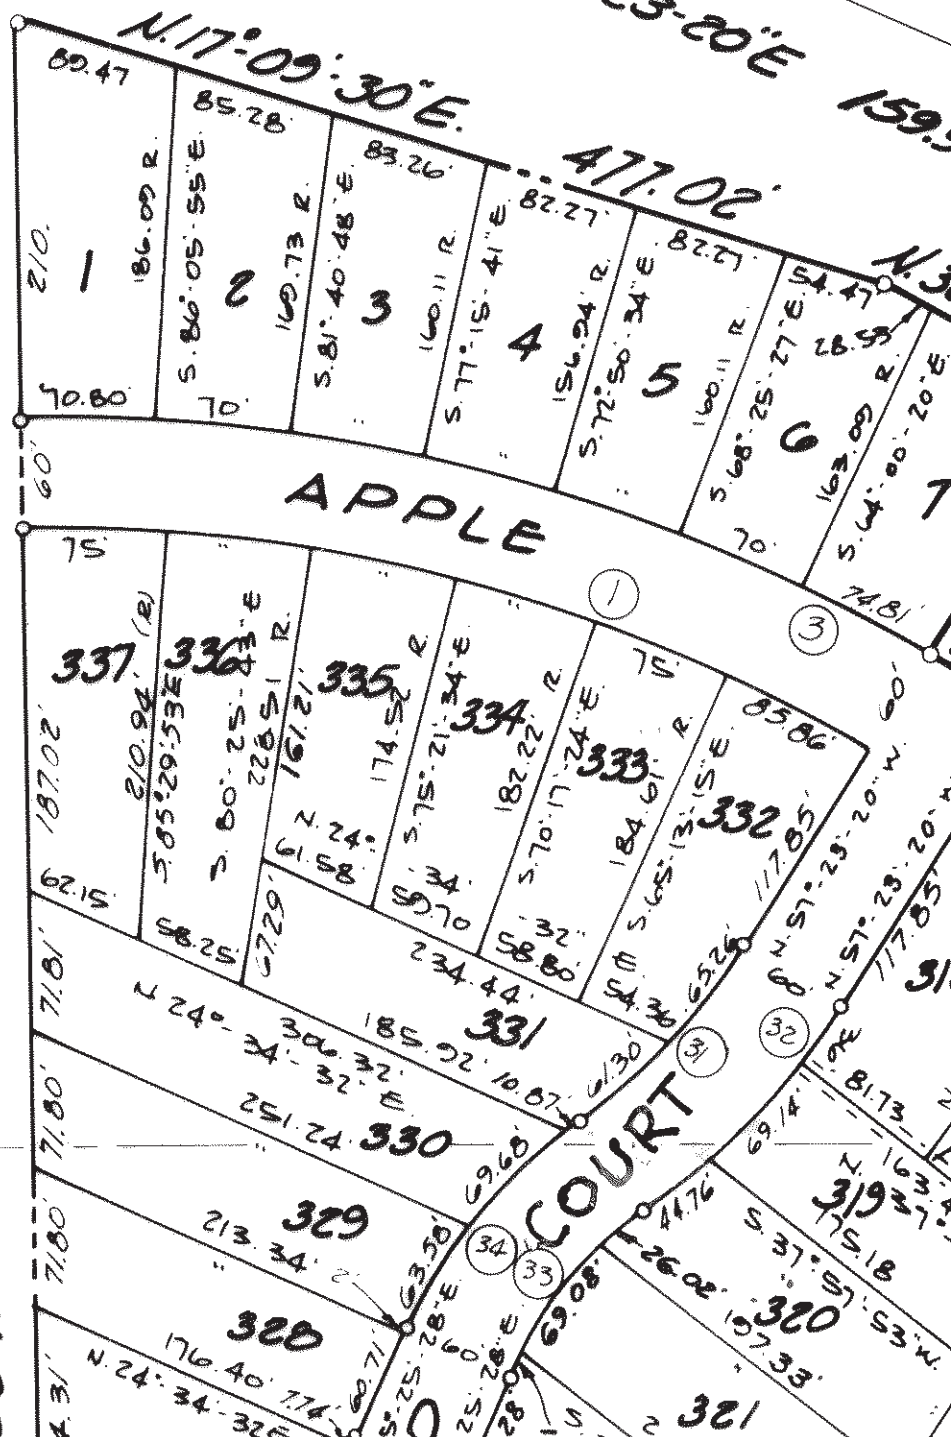 23-20"E
N.17°-09'-30"E.
477.02'
80.47
85.28
83.26
82.27
82.27
54.47
28.53
210.
1
186.09 R
S.86°-05'-55"E.
2
169.73 R.
S.81°-40'-48"E.
3
160.11 R.
S.77°-15'-41"E
4
156.94 R.
S.72°-50'-34"E.
5
160.11 R
S.68°-25'-27"E.
6
163.09 R.
S.64°-00'-20"E
7
70.80
70
"
"
"
70
74.81'
60'
APPLE
1
3
75'
"
"
"
75'
85.86'
60'
337
336
335
334
333
332
187.02
210.94' (R)
S.85°29'53"E
S. 80°-25'-43"E
228.51 R.
161.21'
174.52 R
S.75°-21'-34"E.
182.22' R.
S.70°-17'-24"E.
184.61 R
S.65°-13'-15"E.
117.85'
N 57°-23'-20" W
N.57°-23'-20" W
117.85'
62.15
58.25'
67.29'
N.24°
61.58
-34'
59.70
-32"
58.80'
E
54.36
65.26'
60
71.81'
234.44'
331
N 24°-34'-32" E
306.32'
185.92'
10.87'
61.30'
31
32
81.73
71.80'
251.24'
330
"
69.68'
COURT
69.14'
44.76'
319
175.18
S.37°57'-53"W.
71.80'
329
213.34'
"
63.58'
34
33
69.08'
26.02'
320
197.33'
328
176.40'
7.74'
N.24°-34'-32"E
60.71'
60
321